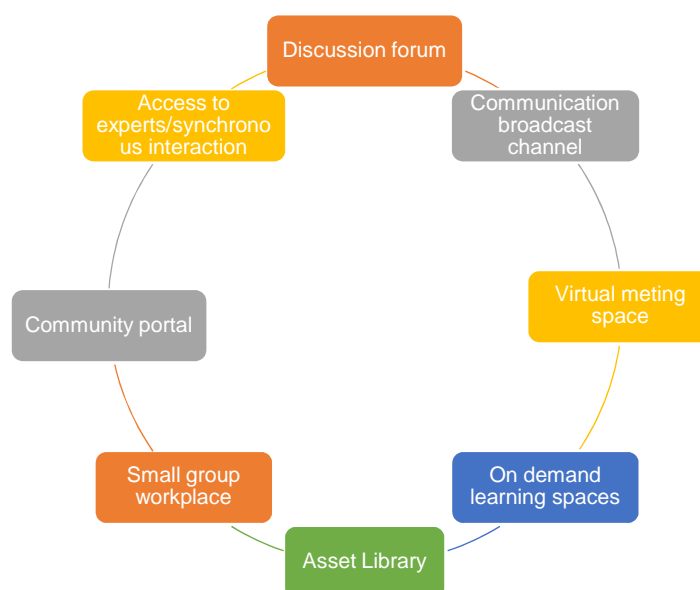 Discussion forum
Communication
broadcast
channel
Virtual meting
space
On demand
learning spaces
Asset Library
Small group
workplace
Community portal
Access to
experts/synchrono
us interaction